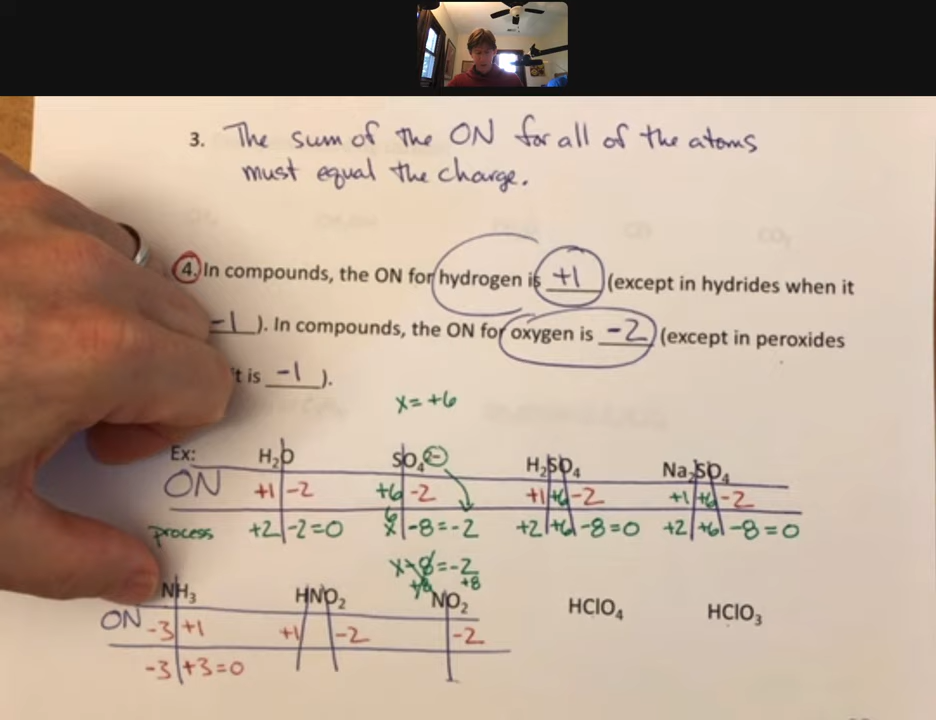 3. The sum of the ON for all of the atoms
must equal the charge.
4. In compounds, the ON for hydrogen is +1 (except in hydrides when it
-1 ). In compounds, the ON for oxygen is -2 (except in peroxides
t is -1 ).
x = +6
Ex: H₂O SO₄²⁻ H₂SO₄ Na₂SO₄
ON +1 -2 +6 -2 +1 +6 -2 +1 +6 -2
process +2 -2 = 0 x 6 -8 = -2 +2 +6 -8 = 0 +2 +6 -8 = 0
x - 8 = -2
+8 +8
NH₃ HNO₂ NO₂ HClO₄ HClO₃
ON -3 +1 +1 -2 -2
-3 +3 = 0